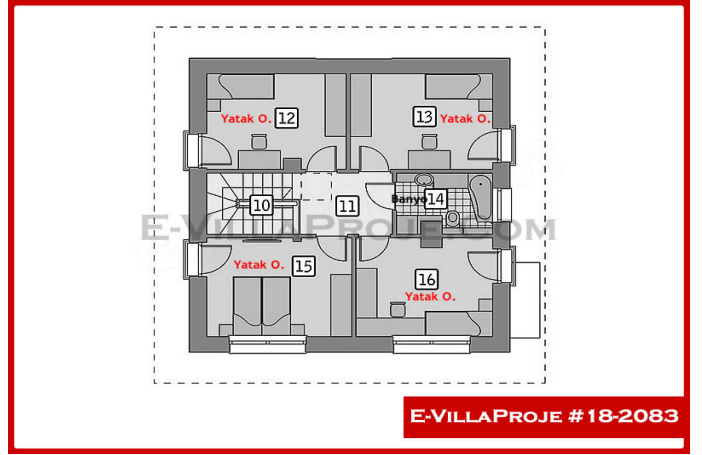 Yatak O. 12
13 Yatak O.
10
11
Banyo 14
E-VillaProje.com
Yatak O. 15
16
Yatak O.
E-VillaProje #18-2083